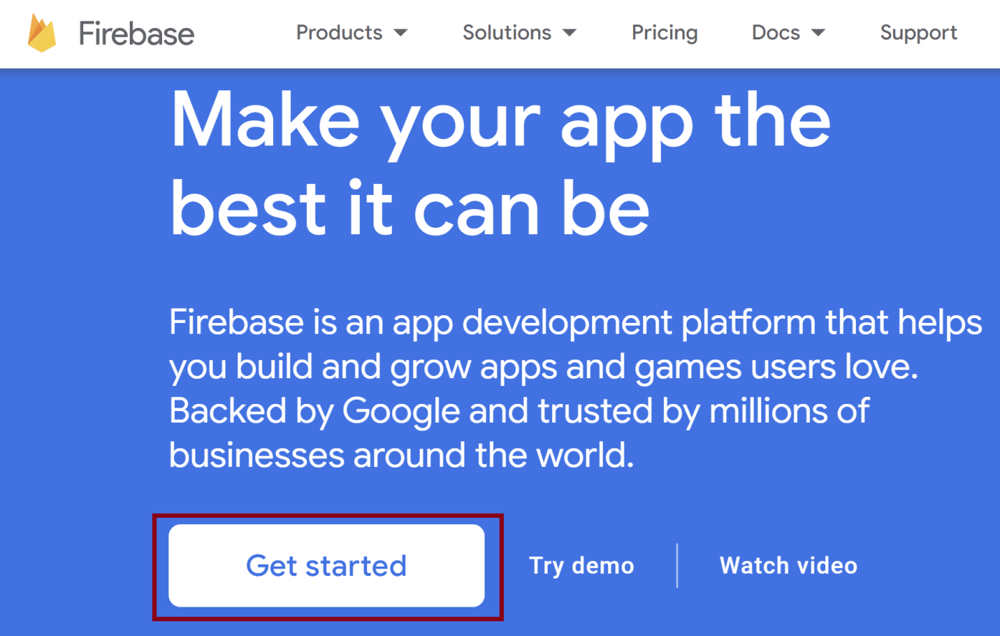 Firebase Products Solutions Pricing Docs Support
Make your app the
best it can be
Firebase is an app development platform that helps
you build and grow apps and games users love.
Backed by Google and trusted by millions of
businesses around the world.
Get started Try demo Watch video